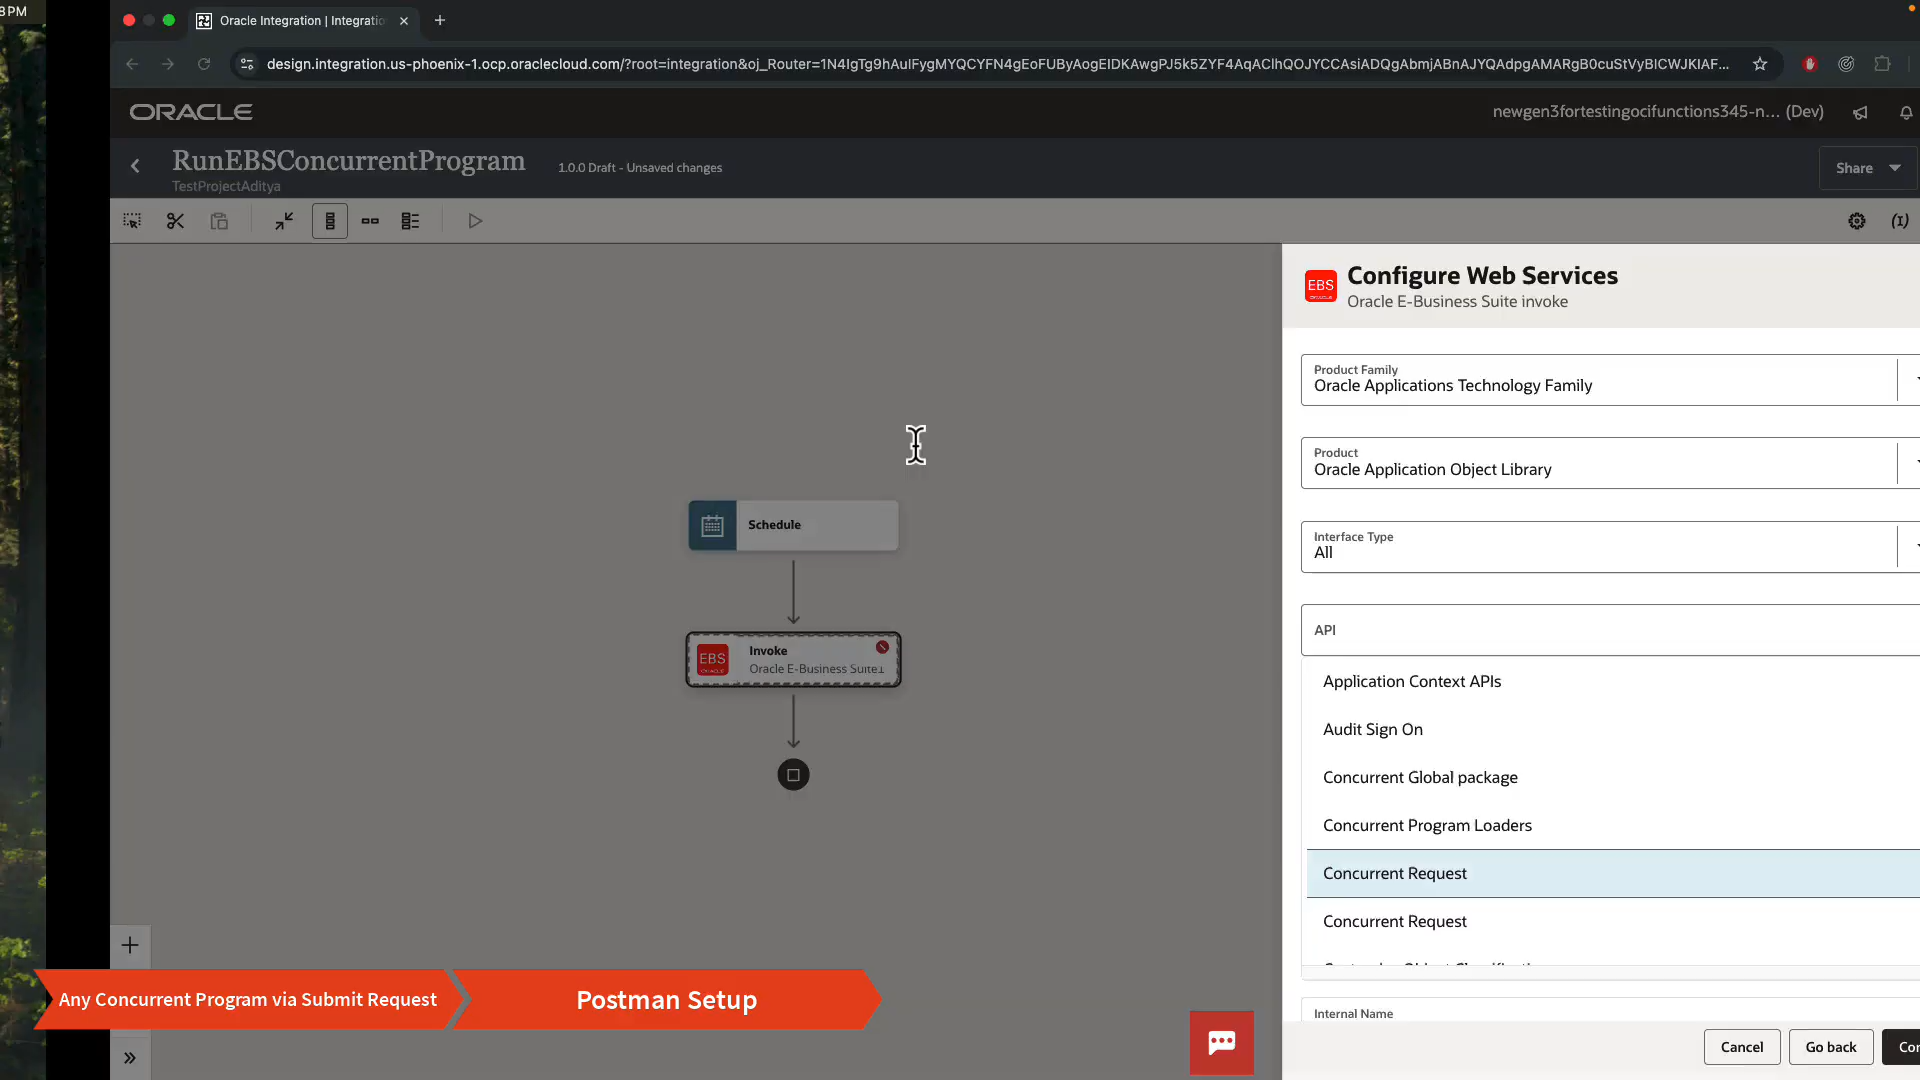 8PM
Oracle Integration | Integratio
design.integration.us-phoenix-1.ocp.oraclecloud.com/?root=integration&oj_Router=1N4IgTg9hAuIFygMYQCYFN4gEoFUByAogEIDKAwgPJ5k5ZYF4AqAClhQOJYCCAsiADQgAbmjABnAJYQAdpgAMARgB0cuStVyBICWJKIAF...
ORACLE
newgen3fortestingocifunctions345-n... (Dev)
RunEBSConcurrentProgram
1.0.0 Draft - Unsaved changes
TestProjectAditya
Share
EBS
ORACLE
Configure Web Services
Oracle E-Business Suite invoke
Product Family
Oracle Applications Technology Family
Product
Oracle Application Object Library
Interface Type
All
API
Application Context APIs
Audit Sign On
Concurrent Global package
Concurrent Program Loaders
Concurrent Request
Concurrent Request
Schedule
EBS
ORACLE
Invoke
Oracle E-Business Suite1
Any Concurrent Program via Submit Request
Postman Setup
Internal Name
Cancel
Go back
Con